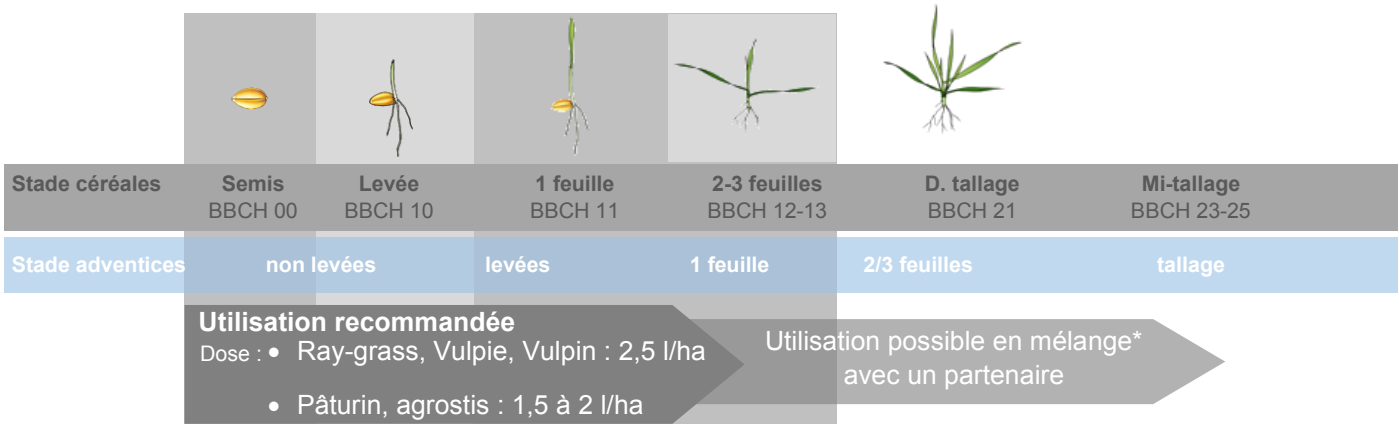 Stade céréales Semis Levée 1 feuille 2-3 feuilles D. tallage Mi-tallage
BBCH 00 BBCH 10 BBCH 11 BBCH 12-13 BBCH 21 BBCH 23-25
Stade adventices non levées levées 1 feuille 2/3 feuilles tallage
Utilisation recommandée
Dose : • Ray-grass, Vulpie, Vulpin : 2,5 l/ha
• Pâturin, agrostis : 1,5 à 2 l/ha
Utilisation possible en mélange*
avec un partenaire